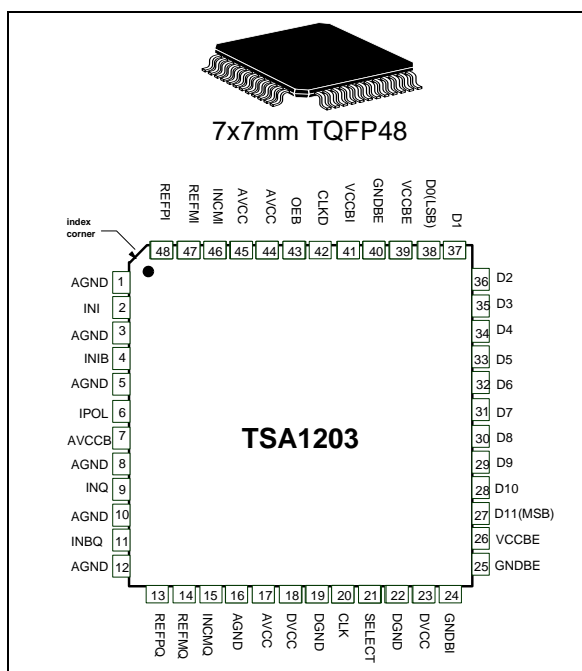 7x7mm TQFP48
index
corner
REFPI
REFMI
INCMI
AVCC
AVCC
OEB
CLKD
VCCBI
GNDBE
VCCBE
D0(LSB)
D1
48 47 46 45 44 43 42 41 40 39 38 37
AGND 1
INI 2
AGND 3
INIB 4
AGND 5
IPOL 6
AVCCB 7
AGND 8
INQ 9
AGND 10
INBQ 11
AGND 12
TSA1203
36 D2
35 D3
34 D4
33 D5
32 D6
31 D7
30 D8
29 D9
28 D10
27 D11(MSB)
26 VCCBE
25 GNDBE
13 14 15 16 17 18 19 20 21 22 23 24
REFPQ
REFMQ
INCMQ
AGND
AVCC
DVCC
DGND
CLK
SELECT
DGND
DVCC
GNDBI